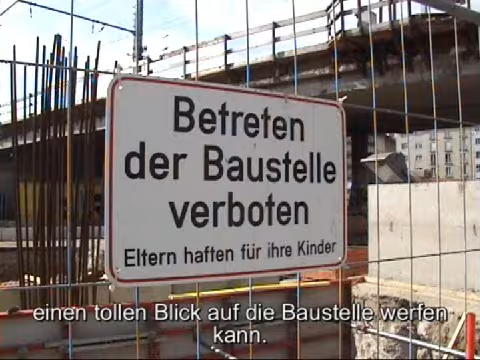 Betreten
der Baustelle
verboten
Eltern haften für ihre Kinder
einen tollen Blick auf die Baustelle werfen
kann.